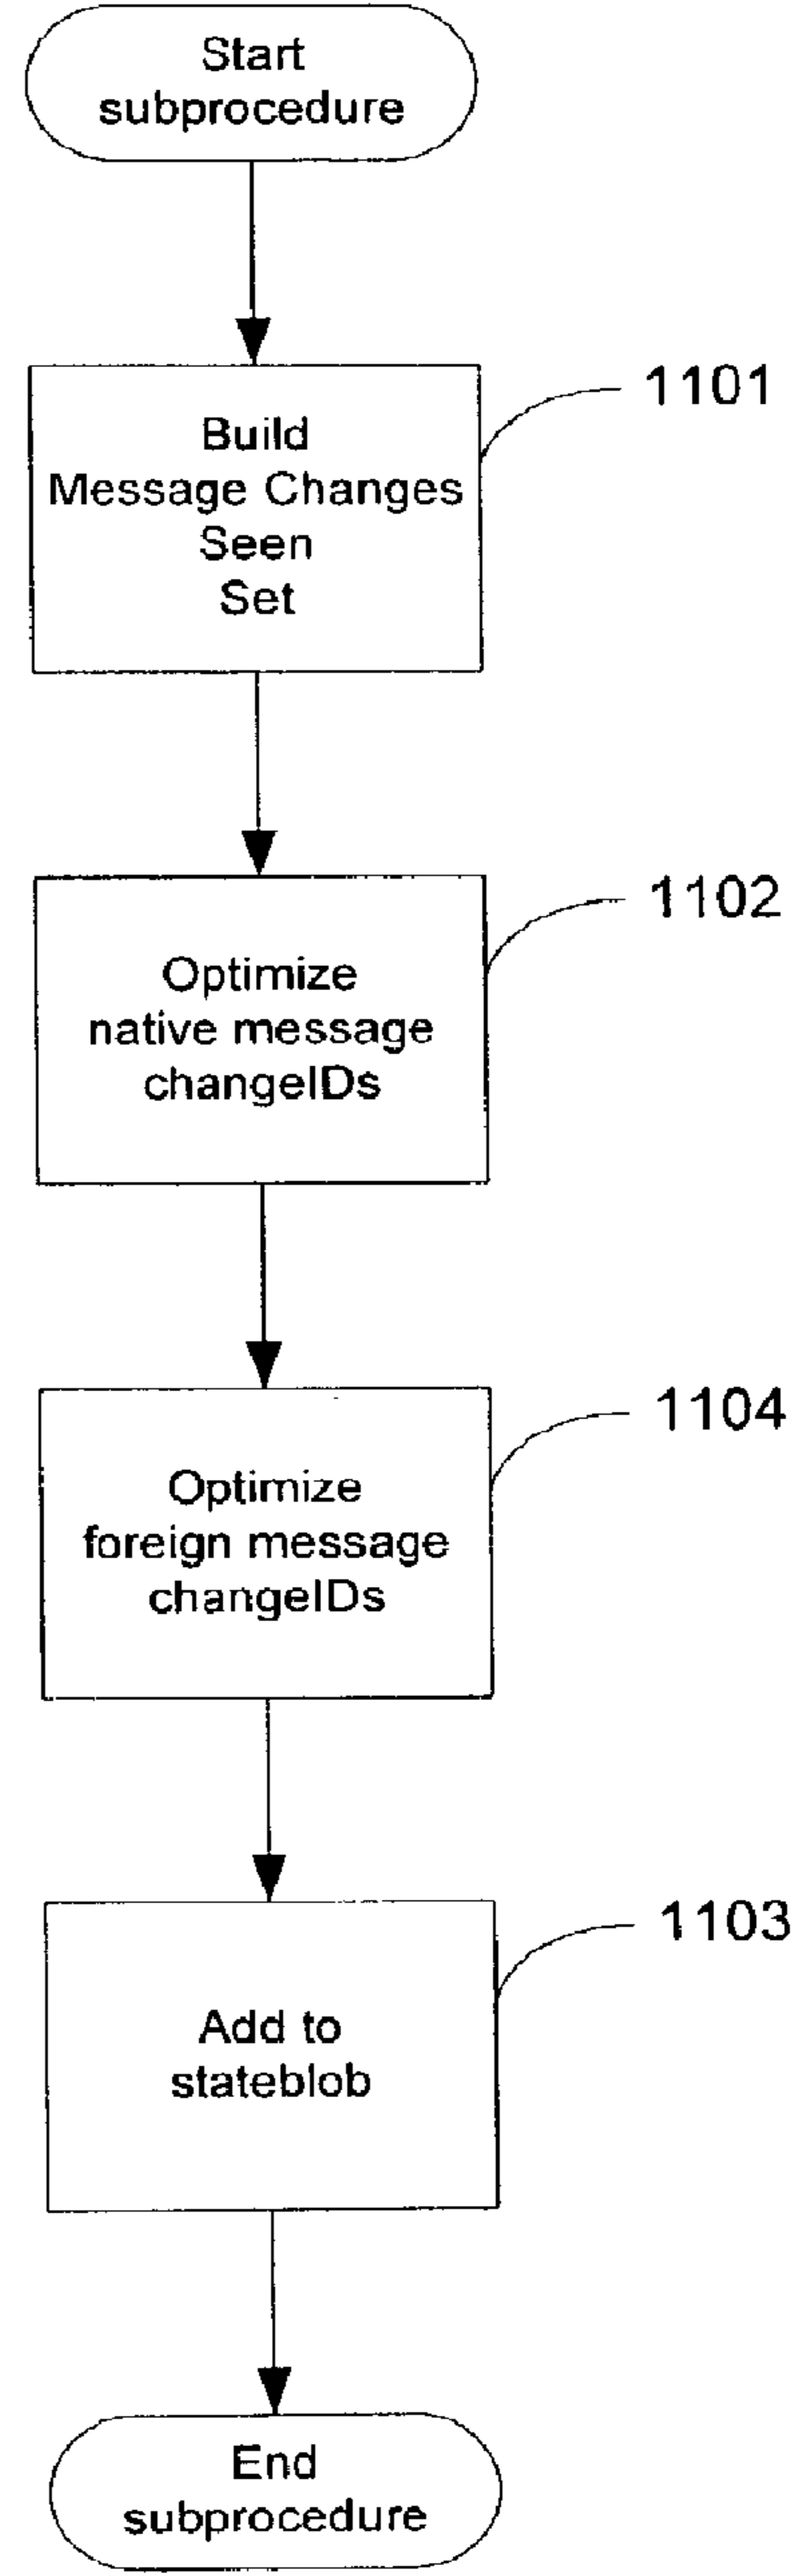 Start
subprocedure
1101
Build
Message Changes
Seen
Set
1102
Optimize
native message
changeIDs
1104
Optimize
foreign message
changeIDs
1103
Add to
stateblob
End
subprocedure